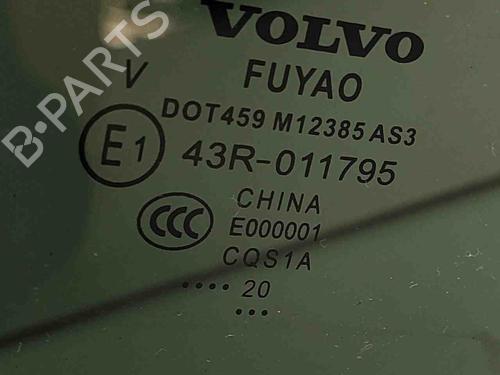 VOLVO
V FUYAO
DOT459 M12385 AS3
E1 43R-011795
CCC CHINA
E000001
CQS1A
.... 20
...
B-PARTS